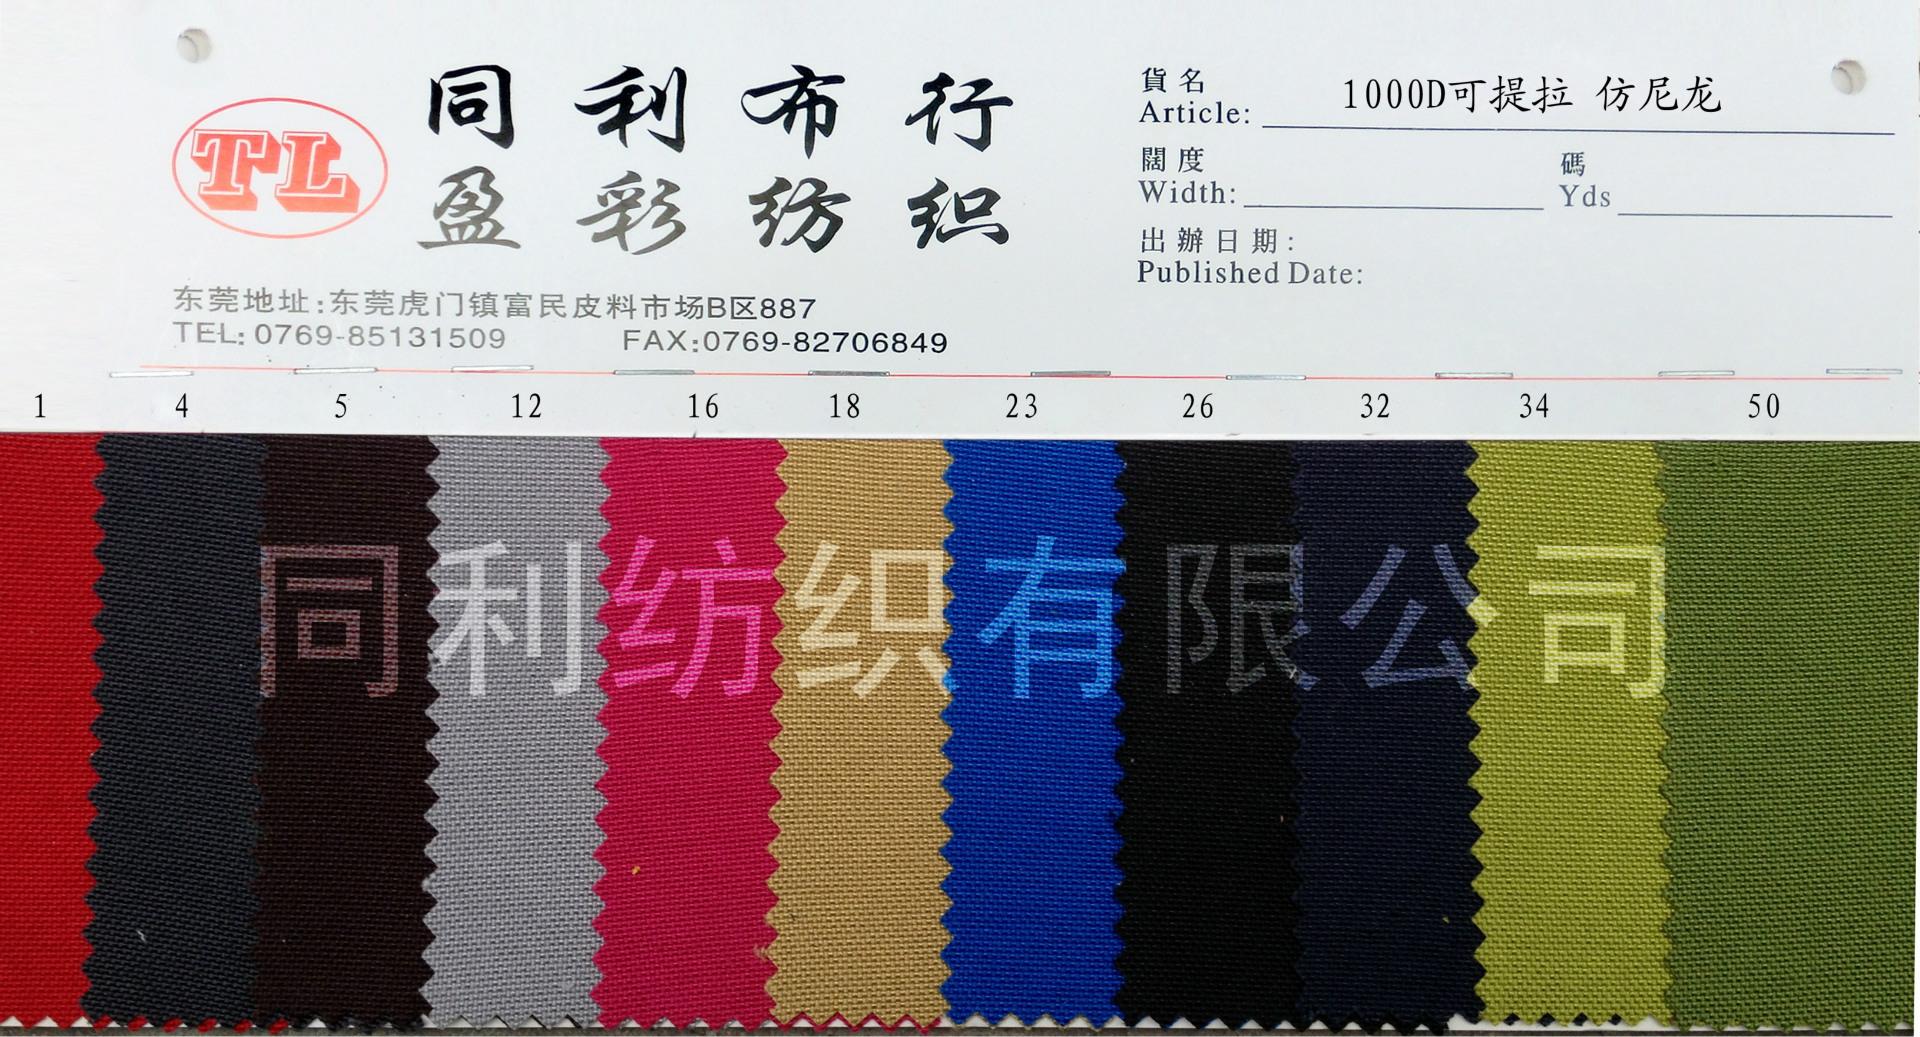 同利布行
盈彩纺织
TL
东莞地址:东莞虎门镇富民皮料市场B区887
TEL: 0769-85131509 FAX:0769-82706849
貨名
Article: 1000D可提拉 仿尼龙
闊度 碼
Width: Yds
出辦日期:
Published Date:
1 4 5 12 16 18 23 26 32 34 50
同利纺织有限公司